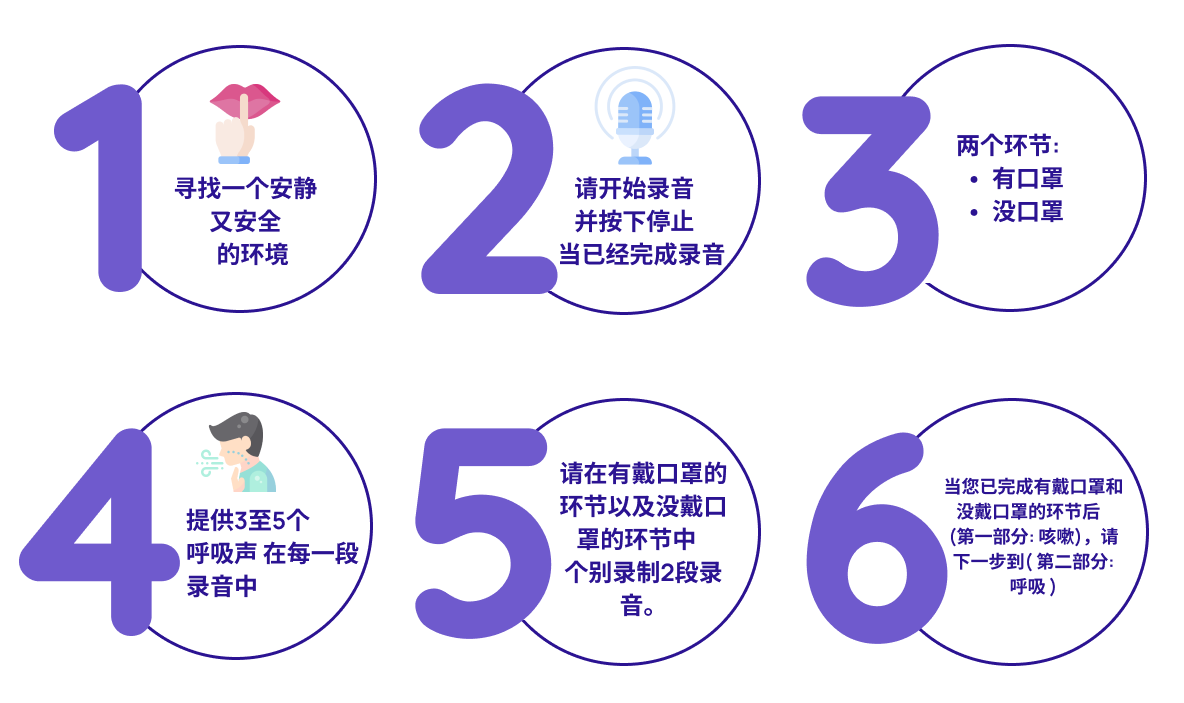 1
寻找一个安静
又安全
的环境
2
请开始录音
并按下停止
当已经完成录音
3
两个环节:
• 有口罩
• 没口罩
4
提供3至5个
呼吸声 在每一段
录音中
5
请在有戴口罩的
环节以及没戴口
罩的环节中
个别录制2段录
音。
6
当您已完成有戴口罩和
没戴口罩的环节后
(第一部分: 咳嗽)，请
下一步到( 第二部分:
呼吸 )